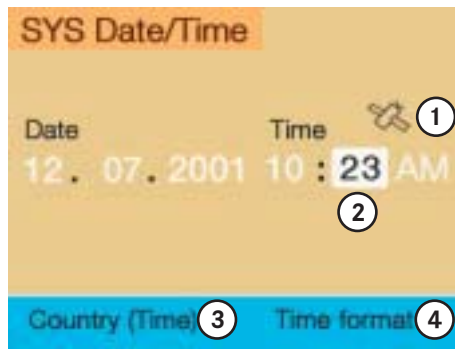 SYS Date/Time
1
Date Time
12. 07. 2001 10 : 23 AM
2
Country (Time) 3 Time format 4